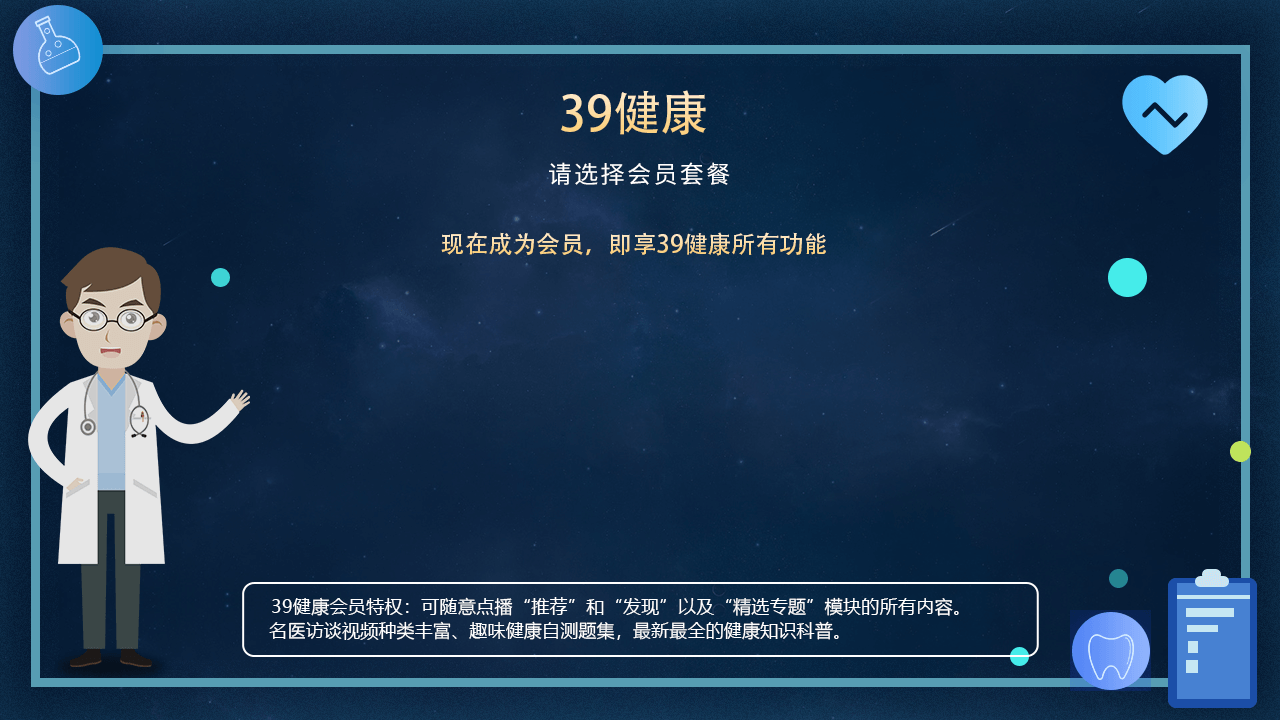 39健康
请选择会员套餐
现在成为会员，即享39健康所有功能
39健康会员特权：可随意点播“推荐”和“发现”以及“精选专题”模块的所有内容。
名医访谈视频种类丰富、趣味健康自测题集，最新最全的健康知识科普。